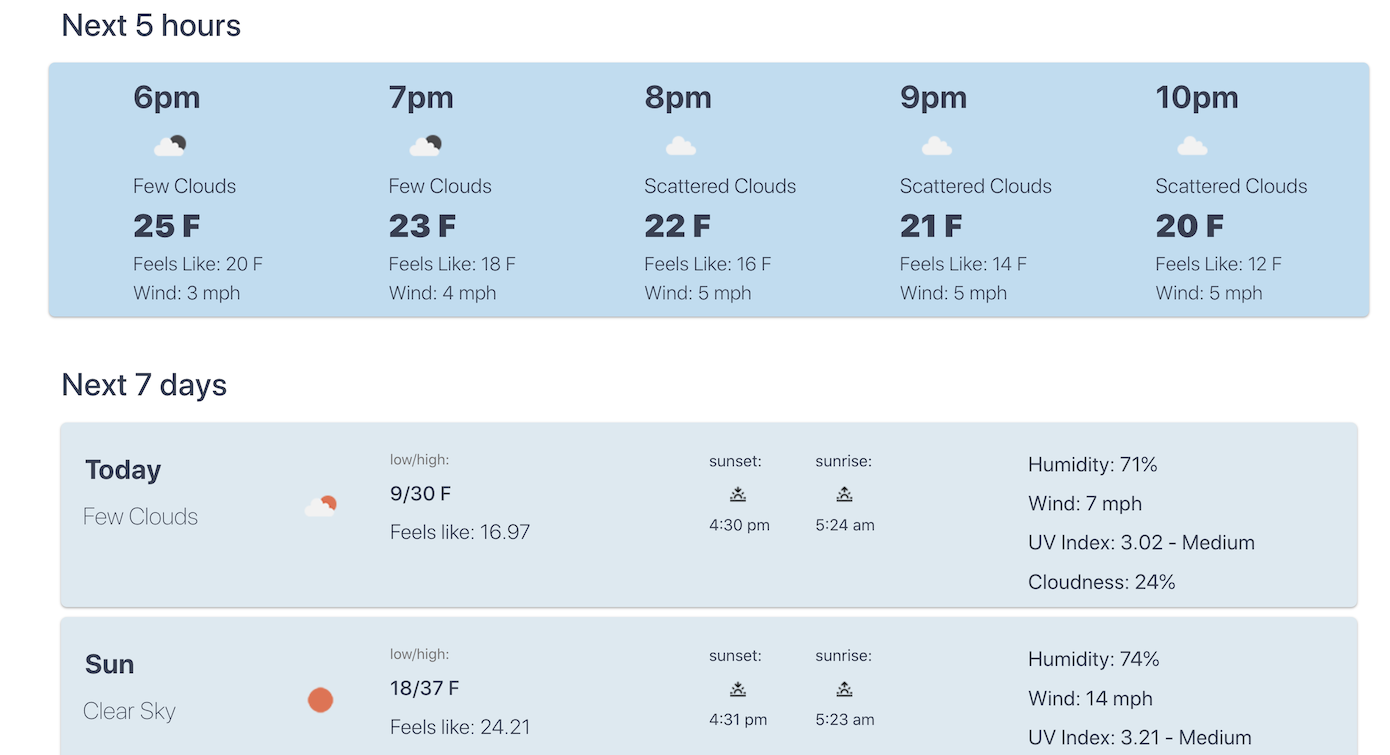 Next 5 hours
6pm 7pm 8pm 9pm 10pm
Few Clouds Few Clouds Scattered Clouds Scattered Clouds Scattered Clouds
25 F 23 F 22 F 21 F 20 F
Feels Like: 20 F Feels Like: 18 F Feels Like: 16 F Feels Like: 14 F Feels Like: 12 F
Wind: 3 mph Wind: 4 mph Wind: 5 mph Wind: 5 mph Wind: 5 mph
Next 7 days
Today
Few Clouds
low/high:
9/30 F
Feels like: 16.97
sunset: sunrise:
4:30 pm 5:24 am
Humidity: 71%
Wind: 7 mph
UV Index: 3.02 - Medium
Cloudness: 24%
Sun
Clear Sky
low/high:
18/37 F
Feels like: 24.21
sunset: sunrise:
4:31 pm 5:23 am
Humidity: 74%
Wind: 14 mph
UV Index: 3.21 - Medium